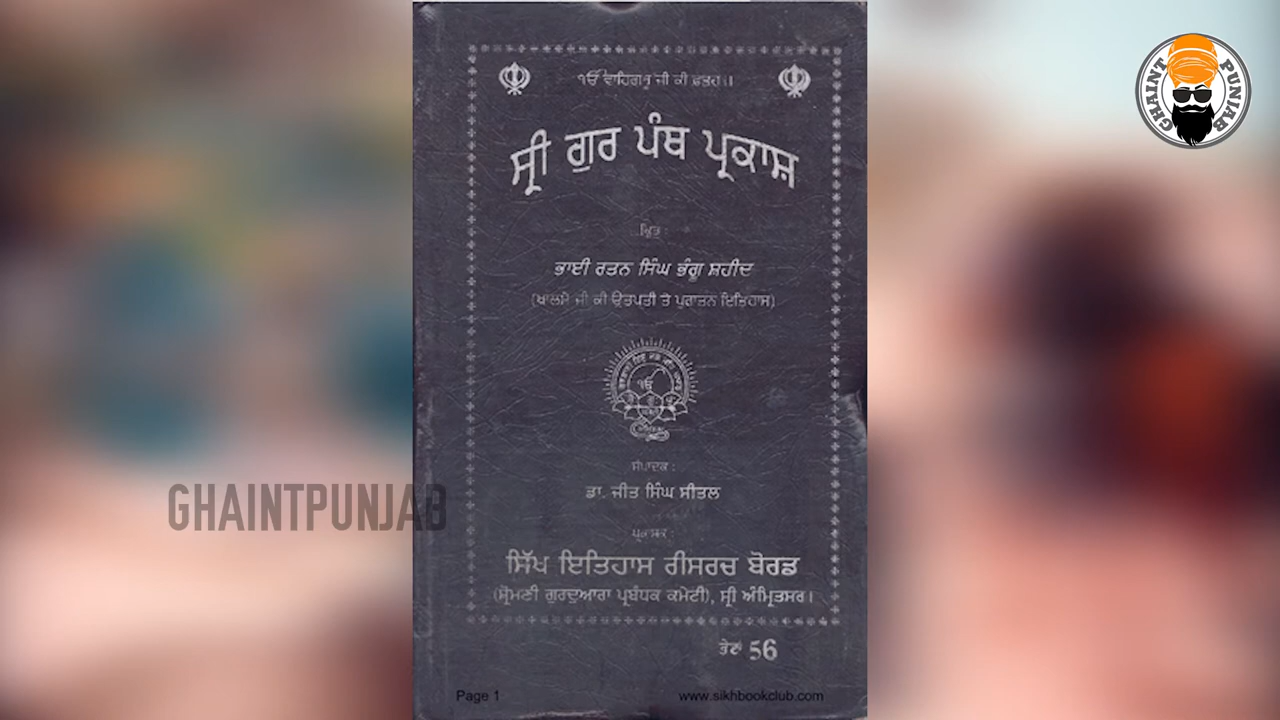 ੴ ਵਾਹਿਗੁਰੂ ਜੀ ਕੀ ਫ਼ਤਹ॥
ਸ੍ਰੀ ਗੁਰ ਪੰਥ ਪ੍ਰਕਾਸ਼
ਕ੍ਰਿਤ :
ਭਾਈ ਰਤਨ ਸਿੰਘ ਭੰਗੂ ਸ਼ਹੀਦ
(ਖਾਲਸੇ ਜੀ ਕੀ ਉਤਪਤੀ ਤੇ ਪੁਰਾਤਨ ਇਤਿਹਾਸ)
ੴ
ਸੰਪਾਦਕ :
ਡਾ. ਜੀਤ ਸਿੰਘ ਸੀਤਲ
ਪ੍ਰਕਾਸ਼ਕ :
ਸਿੱਖ ਇਤਿਹਾਸ ਰੀਸਰਚ ਬੋਰਡ
(ਸ਼੍ਰੋਮਣੀ ਗੁਰਦੁਆਰਾ ਪ੍ਰਬੰਧਕ ਕਮੇਟੀ), ਸ੍ਰੀ ਅੰਮ੍ਰਿਤਸਰ।
ਭੇਟਾ 56
Page 1 www.sikhbookclub.com
GHAINTPUNJAB
GHAINT PUNJAB